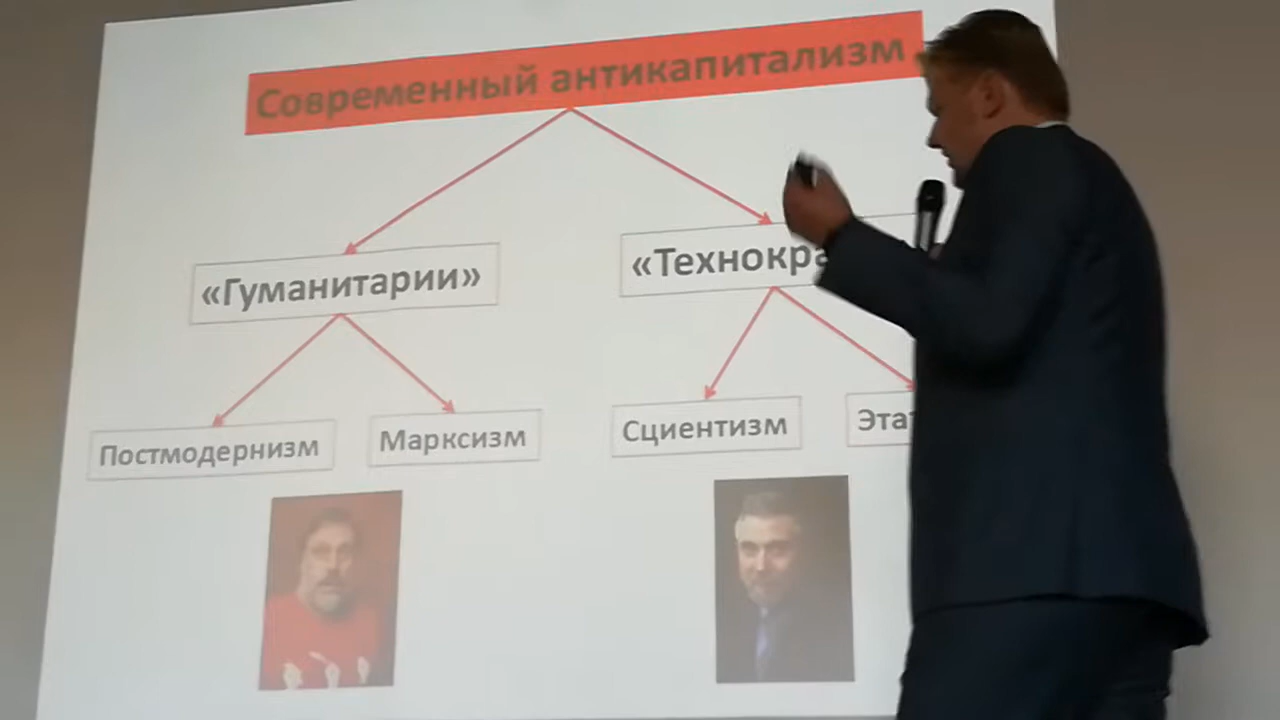 Современный антикапитализм
«Гуманитарии»
«Технокра
Постмодернизм
Марксизм
Сциентизм
Эта